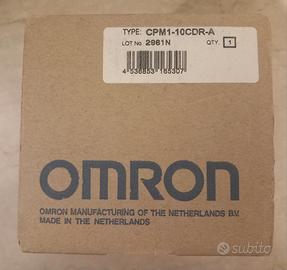 TYPE: CPM1-10CDR-A
LOT No. 2981N QTY. 1
4 536853 165307
OMRON
OMRON MANUFACTURING OF THE NETHERLANDS B.V.
MADE IN THE NETHERLANDS
subito